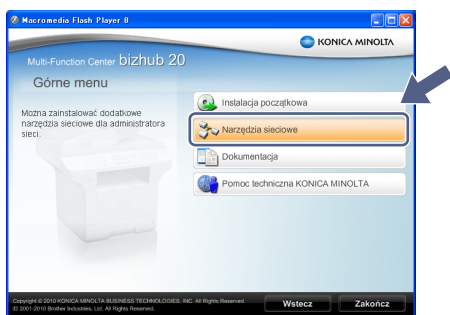 Macromedia Flash Player 8
KONICA MINOLTA
Multi-Function Center bizhub 20
Górne menu
Można zainstalować dodatkowe
narzędzia sieciowe dla administratora
sieci.
Instalacja początkowa
Narzędzia sieciowe
Dokumentacja
Pomoc techniczna KONICA MINOLTA
Copyright © 2010 KONICA MINOLTA BUSINESS TECHNOLOGIES, INC. All Rights Reserved.
© 2001-2010 Brother Industries, Ltd. All Rights Reserved.
Wstecz
Zakończ